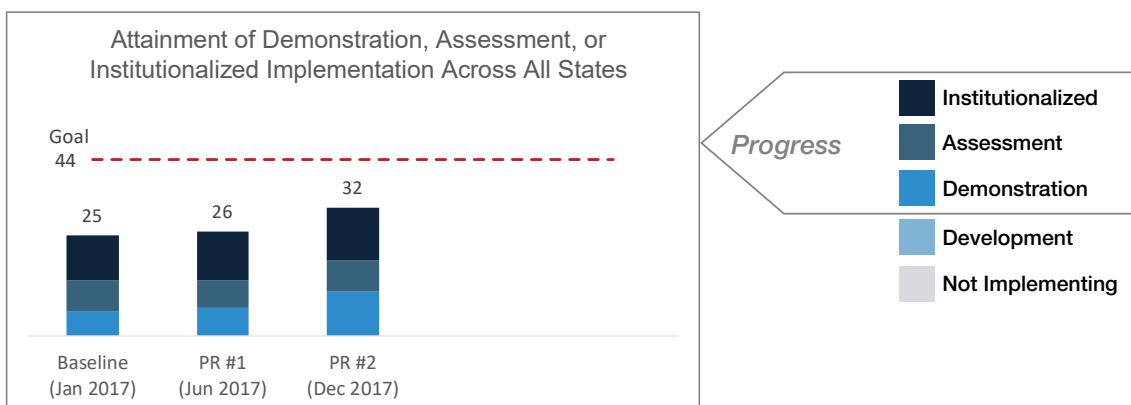 Attainment of Demonstration, Assessment, or
Institutionalized Implementation Across All States
Goal
44
25
26
32
Baseline
(Jan 2017)
PR #1
(Jun 2017)
PR #2
(Dec 2017)
Progress
Institutionalized
Assessment
Demonstration
Development
Not Implementing